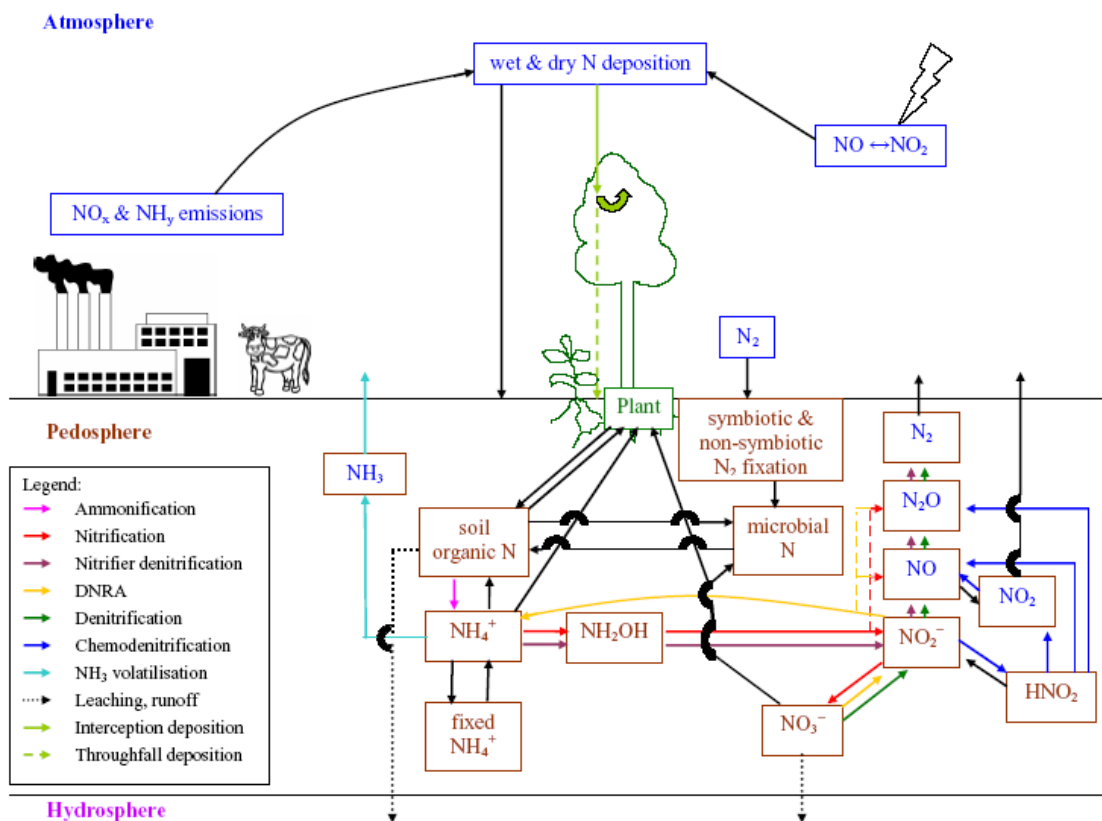 Atmosphere
wet & dry N deposition
NO ↔NO₂
NOₓ & NHᵧ emissions
N₂
Plant
Pedosphere
symbiotic &
non-symbiotic
N₂ fixation
N₂
NH₃
Legend:
Ammonification
Nitrification
Nitrifier denitrification
DNRA
Denitrification
Chemodenitrification
NH₃ volatilisation
Leaching, runoff
Interception deposition
Throughfall deposition
soil
organic N
microbial
N
N₂O
NO
NO₂
NH₄⁺
NH₂OH
NO₂⁻
HNO₂
fixed
NH₄⁺
NO₃⁻
Hydrosphere